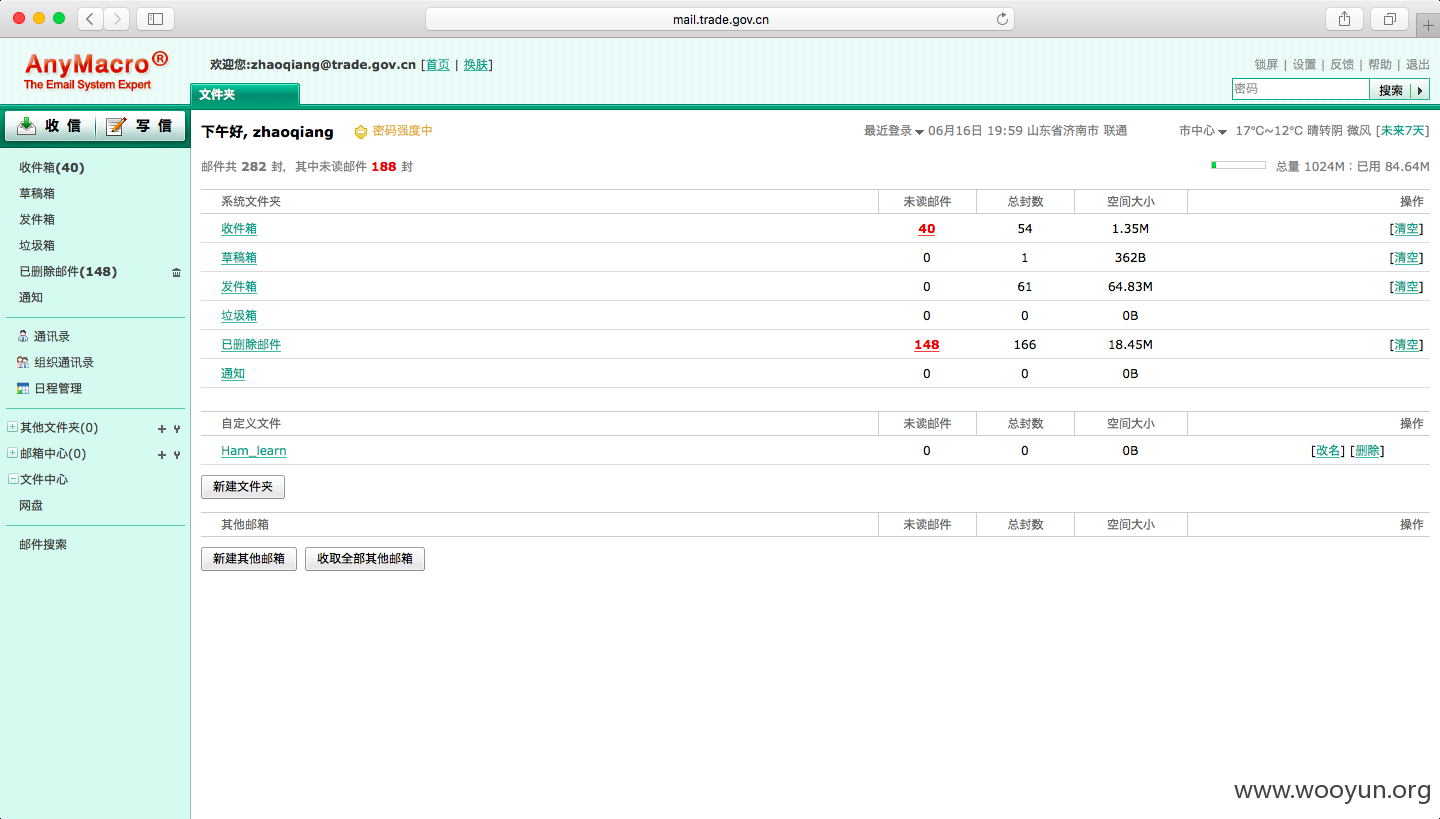 mail.trade.gov.cn
AnyMacro®
The Email System Expert
欢迎您:zhaoqiang@trade.gov.cn [首页 | 换肤]
锁屏 | 设置 | 反馈 | 帮助 | 退出
文件夹
密码 搜索
收 信 写 信
下午好, zhaoqiang 密码强度中 最近登录 06月16日 19:59 山东省济南市 联通 市中心 17℃~12℃ 晴转阴 微风 [未来7天]
邮件共 282 封, 其中未读邮件 188 封 总量 1024M：已用 84.64M
收件箱(40)
草稿箱
发件箱
垃圾箱
已删除邮件(148)
通知
通讯录
组织通讯录
日程管理
其他文件夹(0)
邮箱中心(0)
文件中心
网盘
邮件搜索
系统文件夹 未读邮件 总封数 空间大小 操作
收件箱 40 54 1.35M [清空]
草稿箱 0 1 362B [清空]
发件箱 0 61 64.83M [清空]
垃圾箱 0 0 0B
已删除邮件 148 166 18.45M [清空]
通知 0 0 0B
自定义文件 未读邮件 总封数 空间大小 操作
Ham_learn 0 0 0B [改名] [删除]
新建文件夹
其他邮箱 未读邮件 总封数 空间大小 操作
新建其他邮箱 收取全部其他邮箱
www.wooyun.org